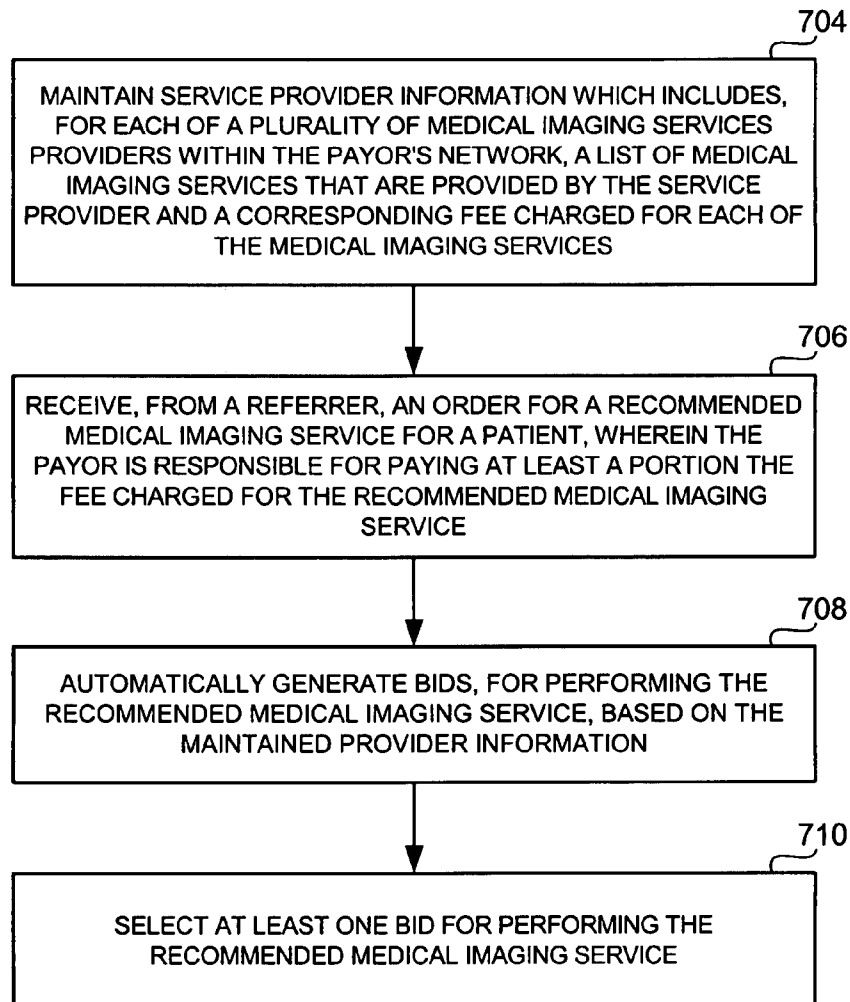 704
MAINTAIN SERVICE PROVIDER INFORMATION WHICH INCLUDES,
FOR EACH OF A PLURALITY OF MEDICAL IMAGING SERVICES
PROVIDERS WITHIN THE PAYOR'S NETWORK, A LIST OF MEDICAL
IMAGING SERVICES THAT ARE PROVIDED BY THE SERVICE
PROVIDER AND A CORRESPONDING FEE CHARGED FOR EACH OF
THE MEDICAL IMAGING SERVICES
706
RECEIVE, FROM A REFERRER, AN ORDER FOR A RECOMMENDED
MEDICAL IMAGING SERVICE FOR A PATIENT, WHEREIN THE
PAYOR IS RESPONSIBLE FOR PAYING AT LEAST A PORTION THE
FEE CHARGED FOR THE RECOMMENDED MEDICAL IMAGING
SERVICE
708
AUTOMATICALLY GENERATE BIDS, FOR PERFORMING THE
RECOMMENDED MEDICAL IMAGING SERVICE, BASED ON THE
MAINTAINED PROVIDER INFORMATION
710
SELECT AT LEAST ONE BID FOR PERFORMING THE
RECOMMENDED MEDICAL IMAGING SERVICE